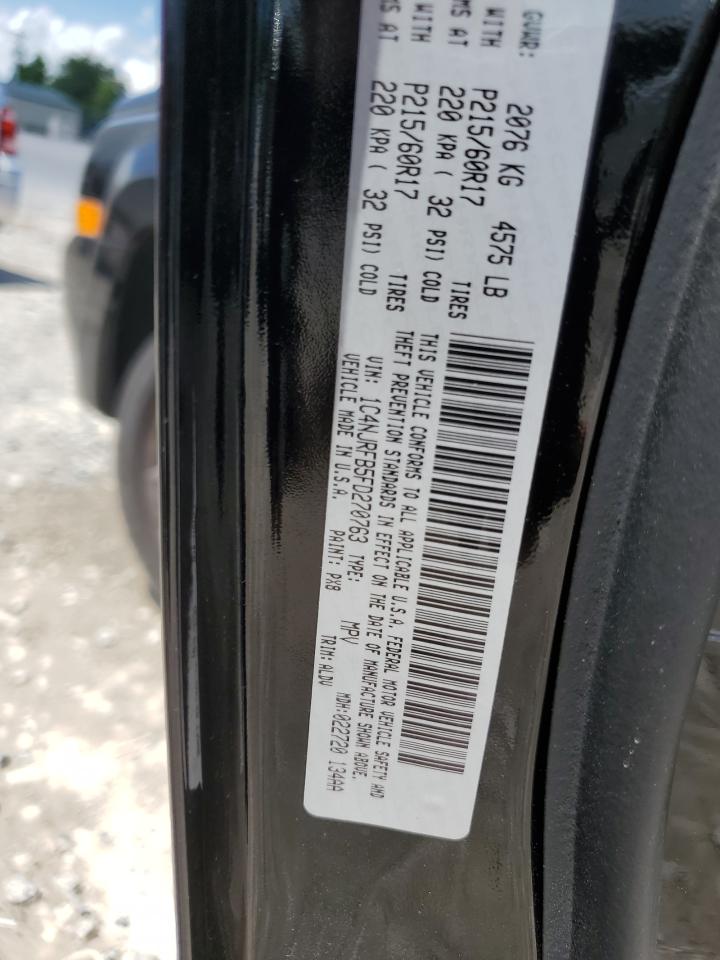 GVWR: 2076 KG 4575 LB
WITH P215/60R17 TIRES
MS AT 220 KPA ( 32 PSI) COLD
WITH P215/60R17 TIRES
MS AT 220 KPA ( 32 PSI) COLD
THIS VEHICLE CONFORMS TO ALL APPLICABLE U.S.A. FEDERAL MOTOR VEHICLE SAFETY AND
THEFT PREVENTION STANDARDS IN EFFECT ON THE DATE OF MANUFACTURE SHOWN ABOVE.
VIN: 1C4NJRFB5FD270763 TYPE: MPV MDH:022720 134AA
VEHICLE MADE IN U.S.A. PAINT: PX8 TRIM:ALDV